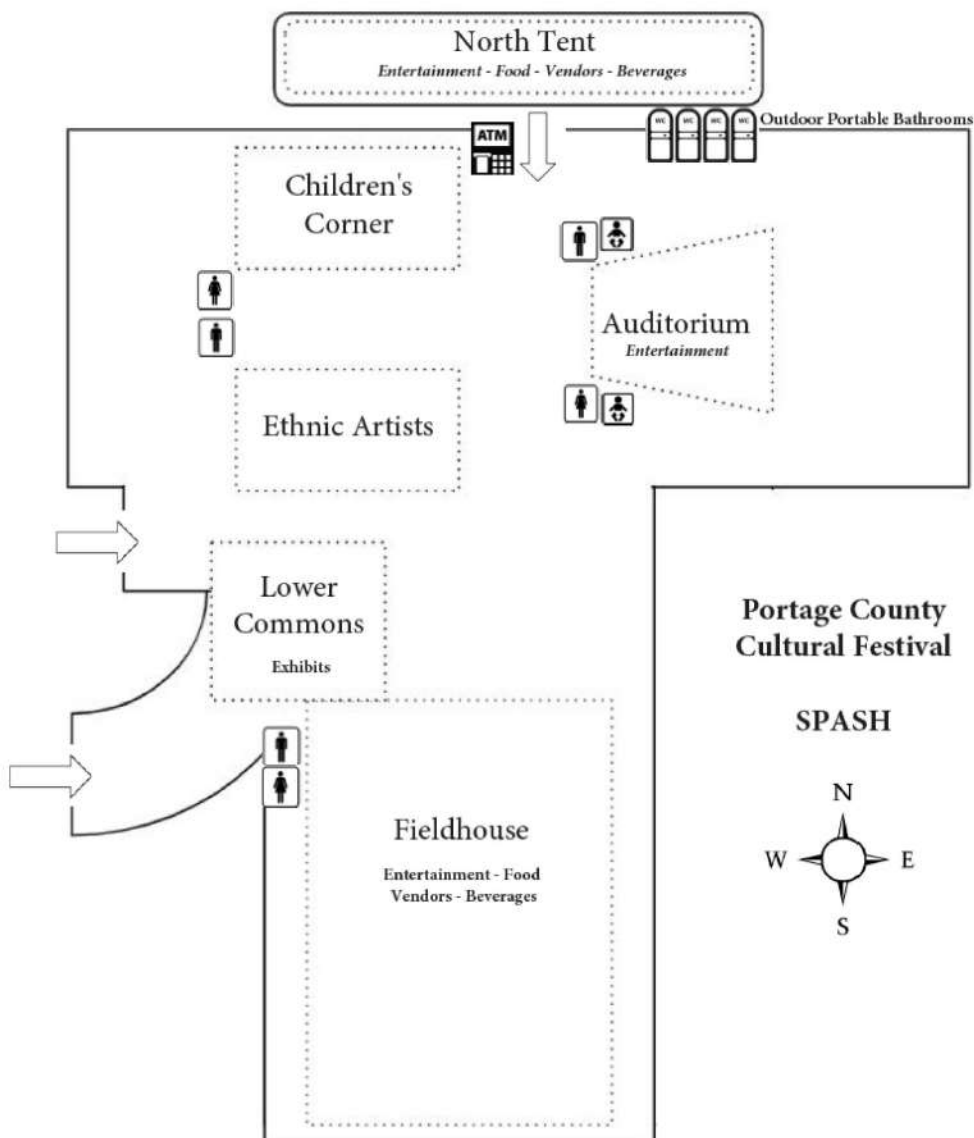 North Tent
Entertainment - Food - Vendors - Beverages
ATM
WC WC WC WC
Outdoor Portable Bathrooms
Children's
Corner
Auditorium
Entertainment
Ethnic Artists
Lower
Commons
Exhibits
Portage County
Cultural Festival
SPASH
Fieldhouse
Entertainment - Food
Vendors - Beverages
N
W E
S